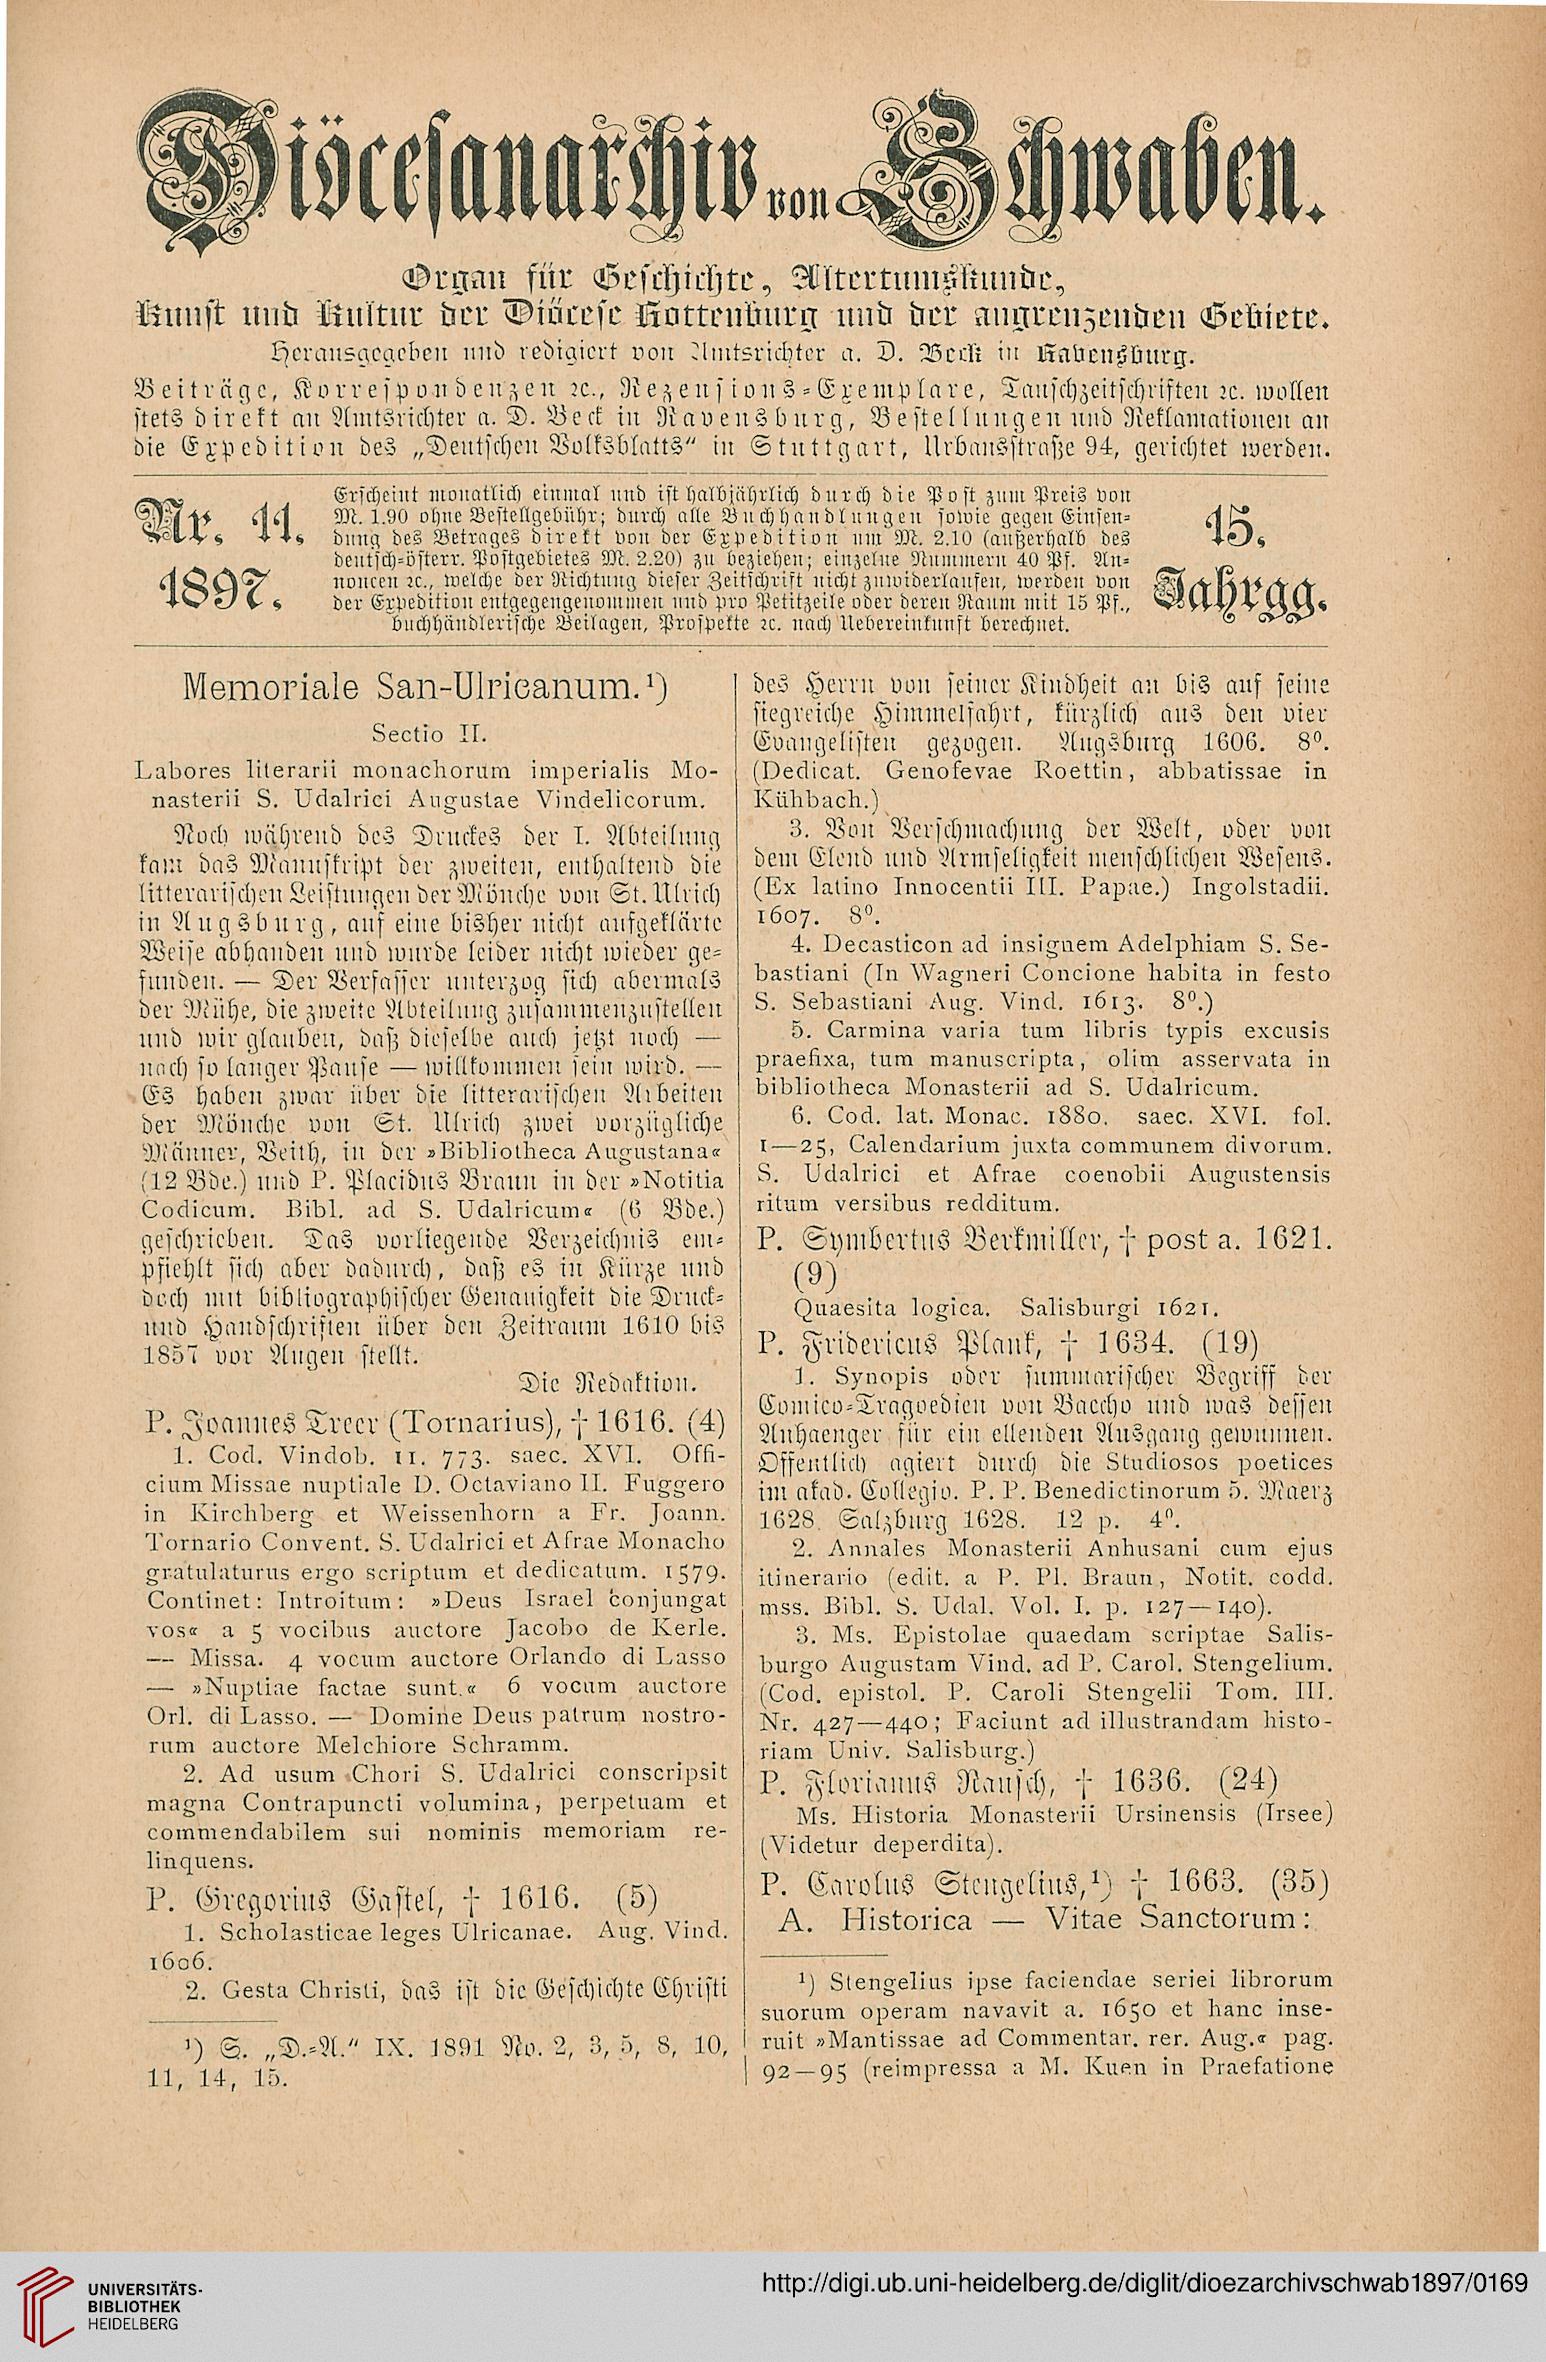 Diöcesanarchiv von Schwaben.
Organ für Geschichte, Altertumskunde,
Kunst und Kultur der Diöcese Rottenburg und der angrenzenden Gebiete.
Herausgegeben und redigiert von Amtsrichter a. D. Beck in Ravensburg.
Beiträge, Korrespondenzen ꝛc., Rezensions-Exemplare, Tauschzeitschriften ꝛc. wollen
stets direkt an Amtsrichter a. D. Beck in Ravensburg, Bestellungen und Reklamationen an
die Expedition des „Deutschen Volksblatts“ in Stuttgart, Urbansstraße 94, gerichtet werden.
Nr. 11.
1897.
Erscheint monatlich einmal und ist halbjährlich durch die Post zum Preis von
M. 1.90 ohne Bestellgebühr; durch alle Buchhandlungen sowie gegen Einsen-
dung des Betrages direkt von der Expedition um M. 2.10 (außerhalb des
deutsch-österr. Postgebietes M. 2.20) zu beziehen; einzelne Nummern 40 Pf. An-
noncen ꝛc., welche der Richtung dieser Zeitschrift nicht zuwiderlaufen, werden von
der Expedition entgegengenommen und pro Petitzeile oder deren Raum mit 15 Pf.,
buchhändlerische Beilagen, Prospekte ꝛc. nach Uebereinkunft berechnet.
15.
Jahrgg.
Memoriale San-Ulricanum.¹)
Sectio II.
Labores literarii monachorum imperialis Mo-
nasterii S. Udalrici Augustae Vindelicorum.
Noch während des Druckes der I. Abteilung
kam das Manuskript der zweiten, enthaltend die
litterarischen Leistungen der Mönche von St. Ulrich
in Augsburg, auf eine bisher nicht aufgeklärte
Weise abhanden und wurde leider nicht wieder ge-
funden. — Der Verfasser unterzog sich abermals
der Mühe, die zweite Abteilung zusammenzustellen
und wir glauben, daß dieselbe auch jetzt noch —
nach so langer Pause — willkommen sein wird. —
Es haben zwar über die litterarischen Arbeiten
der Mönche von St. Ulrich zwei vorzügliche
Männer, Veith, in der »Bibliotheca Augustana«
(12 Bde.) und P. Placidus Braun in der »Notitia
Codicum. Bibl. ad S. Udalricum« (6 Bde.)
geschrieben. Das vorliegende Verzeichnis em-
pfiehlt sich aber dadurch, daß es in Kürze und
doch mit bibliographischer Genauigkeit die Druck-
und Handschriften über den Zeitraum 1610 bis
1857 vor Augen stellt.
Die Redaktion.
P. Joannes Treer (Tornarius), † 1616. (4)
1. Cod. Vindob. 11. 773. saec. XVI. Offi-
cium Missae nuptiale D. Octaviano II. Fuggero
in Kirchberg et Weissenhorn a Fr. Joann.
Tornario Convent. S. Udalrici et Afrae Monacho
gratulaturus ergo scriptum et dedicatum. 1579.
Continet: Introitum: »Deus Israel conjungat
vos« a 5 vocibus auctore Jacobo de Kerle.
— Missa. 4 vocum auctore Orlando di Lasso
— »Nuptiae factae sunt.« 6 vocum auctore
Orl. di Lasso. — Domine Deus patrum nostro-
rum auctore Melchiore Schramm.
2. Ad usum Chori S. Udalrici conscripsit
magna Contrapuncti volumina, perpetuam et
commendabilem sui nominis memoriam re-
linquens.
P. Gregorius Gastel, † 1616. (5)
1. Scholasticae leges Ulricanae. Aug. Vind.
1606.
2. Gesta Christi, das ist die Geschichte Christi
¹) S. „D.-A.“ IX. 1891 No. 2, 3, 5, 8, 10,
11, 14, 15.
des Herrn von seiner Kindheit an bis auf seine
siegreiche Himmelfahrt, kürzlich aus den vier
Evangelisten gezogen. Augsburg 1606. 8⁰.
(Dedicat. Genofevae Roettin, abbatissae in
Kühbach.)
3. Von Verschmachung der Welt, oder von
dem Elend und Armseligkeit menschlichen Wesens.
(Ex latino Innocentii III. Papae.) Ingolstadii.
1607. 8⁰.
4. Decasticon ad insignem Adelphiam S. Se-
bastiani (In Wagneri Concione habita in festo
S. Sebastiani Aug. Vind. 1613. 8⁰.)
5. Carmina varia tum libris typis excusis
praefixa, tum manuscripta, olim asservata in
bibliotheca Monasterii ad S. Udalricum.
6. Cod. lat. Monac. 1880. saec. XVI. fol.
1—25, Calendarium juxta communem divorum.
S. Udalrici et Afrae coenobii Augustensis
ritum versibus redditum.
P. Symbertus Berkmiller, † post a. 1621.
(9)
Quaesita logica. Salisburgi 1621.
P. Fridericus Plank, † 1634. (19)
1. Synopis oder summarischer Begriff der
Comico-Tragoedien von Baccho und was dessen
Anhaenger für ein ellenden Ausgang gewunnen.
Offentlich agiert durch die Studiosos poetices
im akad. Collegio. P. P. Benedictinorum 5. Maerz
1628. Salzburg 1628. 12 p. 4⁰.
2. Annales Monasterii Anhusani cum ejus
itinerario (edit. a P. Pl. Braun, Notit. codd.
mss. Bibl. S. Udal. Vol. I. p. 127—140).
3. Ms. Epistolae quaedam scriptae Salis-
burgo Augustam Vind. ad P. Carol. Stengelium.
(Cod. epistol. P. Caroli Stengelii Tom. III.
Nr. 427—440; Faciunt ad illustrandam histo-
riam Univ. Salisburg.)
P. Florianus Rausch, † 1636. (24)
Ms. Historia Monasterii Ursinensis (Irsee)
(Videtur deperdita).
P. Carolus Stengelius,¹) † 1663. (35)
A. Historica — Vitae Sanctorum:
¹) Stengelius ipse faciendae seriei librorum
suorum operam navavit a. 1650 et hanc inse-
ruit »Mantissae ad Commentar. rer. Aug.« pag.
92—95 (reimpressa a M. Kuen in Praefatione
UNIVERSITÄTS-
BIBLIOTHEK
HEIDELBERG
http://digi.ub.uni-heidelberg.de/diglit/dioezarchivschwab1897/0169